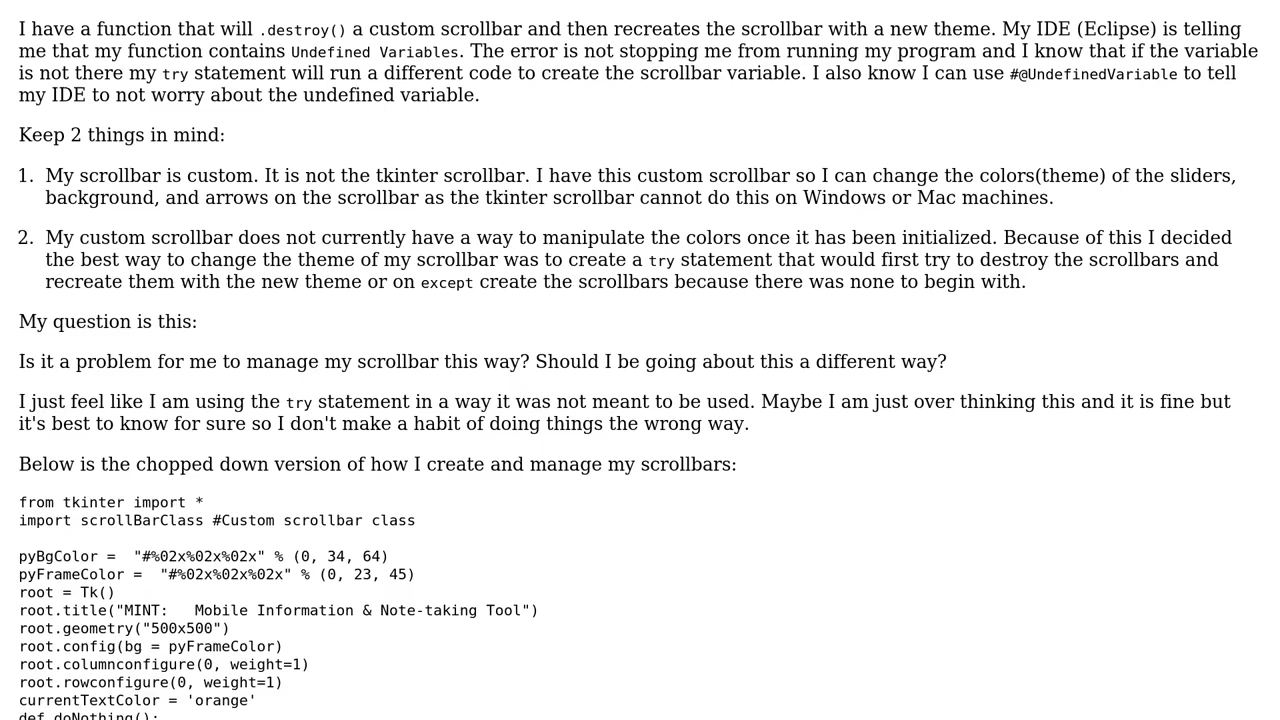 I have a function that will .destroy() a custom scrollbar and then recreates the scrollbar with a new theme. My IDE (Eclipse) is telling
me that my function contains Undefined Variables. The error is not stopping me from running my program and I know that if the variable
is not there my try statement will run a different code to create the scrollbar variable. I also know I can use #@UndefinedVariable to tell
my IDE to not worry about the undefined variable.
Keep 2 things in mind:
1. My scrollbar is custom. It is not the tkinter scrollbar. I have this custom scrollbar so I can change the colors(theme) of the sliders,
background, and arrows on the scrollbar as the tkinter scrollbar cannot do this on Windows or Mac machines.
2. My custom scrollbar does not currently have a way to manipulate the colors once it has been initialized. Because of this I decided
the best way to change the theme of my scrollbar was to create a try statement that would first try to destroy the scrollbars and
recreate them with the new theme or on except create the scrollbars because there was none to begin with.
My question is this:
Is it a problem for me to manage my scrollbar this way? Should I be going about this a different way?
I just feel like I am using the try statement in a way it was not meant to be used. Maybe I am just over thinking this and it is fine but
it's best to know for sure so I don't make a habit of doing things the wrong way.
Below is the chopped down version of how I create and manage my scrollbars:
from tkinter import *
import scrollBarClass #Custom scrollbar class
pyBgColor =  "#%02x%02x%02x" % (0, 34, 64)
pyFrameColor =  "#%02x%02x%02x" % (0, 23, 45)
root = Tk()
root.title("MINT:   Mobile Information & Note-taking Tool")
root.geometry("500x500")
root.config(bg = pyFrameColor)
root.columnconfigure(0, weight=1)
root.rowconfigure(0, weight=1)
currentTextColor = 'orange'
def doNothing():